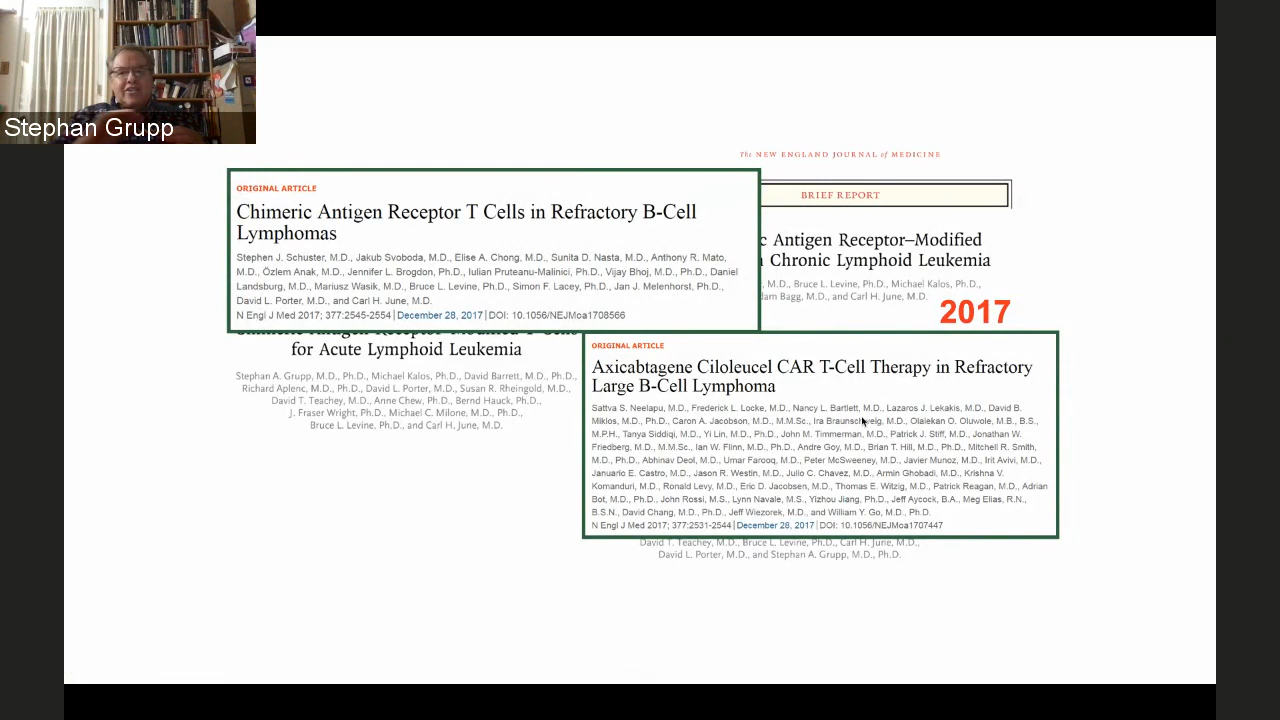 Stephan Grupp
The NEW ENGLAND JOURNAL of MEDICINE
BRIEF REPORT
c Antigen Receptor–Modified
Chronic Lymphoid Leukemia
M.D., Bruce L. Levine, Ph.D., Michael Kalos, Ph.D.,
dam Bagg, M.D., and Carl H. June, M.D.
2017
ORIGINAL ARTICLE
Chimeric Antigen Receptor T Cells in Refractory B-Cell
Lymphomas
Stephen J. Schuster, M.D., Jakub Svoboda, M.D., Elise A. Chong, M.D., Sunita D. Nasta, M.D., Anthony R. Mato,
M.D., Özlem Anak, M.D., Jennifer L. Brogdon, Ph.D., Iulian Pruteanu-Malinici, Ph.D., Vijay Bhoj, M.D., Ph.D., Daniel
Landsburg, M.D., Mariusz Wasik, M.D., Bruce L. Levine, Ph.D., Simon F. Lacey, Ph.D., Jan J. Melenhorst, Ph.D.,
David L. Porter, M.D., and Carl H. June, M.D.
N Engl J Med 2017; 377:2545-2554 | December 28, 2017 | DOI: 10.1056/NEJMoa1708566
Chimeric Antigen Receptor–Modified T Cells
for Acute Lymphoid Leukemia
Stephan A. Grupp, M.D., Ph.D., Michael Kalos, Ph.D., David Barrett, M.D., Ph.D.,
Richard Aplenc, M.D., Ph.D., David L. Porter, M.D., Susan R. Rheingold, M.D.,
David T. Teachey, M.D., Anne Chew, Ph.D., Bernd Hauck, Ph.D.,
J. Fraser Wright, Ph.D., Michael C. Milone, M.D., Ph.D.,
Bruce L. Levine, Ph.D., and Carl H. June, M.D.
ORIGINAL ARTICLE
Axicabtagene Ciloleucel CAR T-Cell Therapy in Refractory
Large B-Cell Lymphoma
Sattva S. Neelapu, M.D., Frederick L. Locke, M.D., Nancy L. Bartlett, M.D., Lazaros J. Lekakis, M.D., David B.
Miklos, M.D., Ph.D., Caron A. Jacobson, M.D., M.M.Sc., Ira Braunschweig, M.D., Olalekan O. Oluwole, M.B., B.S.,
M.P.H., Tanya Siddiqi, M.D., Yi Lin, M.D., Ph.D., John M. Timmerman, M.D., Patrick J. Stiff, M.D., Jonathan W.
Friedberg, M.D., M.M.Sc., Ian W. Flinn, M.D., Ph.D., Andre Goy, M.D., Brian T. Hill, M.D., Ph.D., Mitchell R. Smith,
M.D., Ph.D., Abhinav Deol, M.D., Umar Farooq, M.D., Peter McSweeney, M.D., Javier Munoz, M.D., Irit Avivi, M.D.,
Januario E. Castro, M.D., Jason R. Westin, M.D., Julio C. Chavez, M.D., Armin Ghobadi, M.D., Krishna V.
Komanduri, M.D., Ronald Levy, M.D., Eric D. Jacobsen, M.D., Thomas E. Witzig, M.D., Patrick Reagan, M.D., Adrian
Bot, M.D., Ph.D., John Rossi, M.S., Lynn Navale, M.S., Yizhou Jiang, Ph.D., Jeff Aycock, B.A., Meg Elias, R.N.,
B.S.N., David Chang, M.D., Ph.D., Jeff Wiezorek, M.D., and William Y. Go, M.D., Ph.D.
N Engl J Med 2017; 377:2531-2544 | December 28, 2017 | DOI: 10.1056/NEJMoa1707447
David T. Teachey, M.D., Bruce L. Levine, Ph.D., Carl H. June, M.D.,
David L. Porter, M.D., and Stephan A. Grupp, M.D., Ph.D.